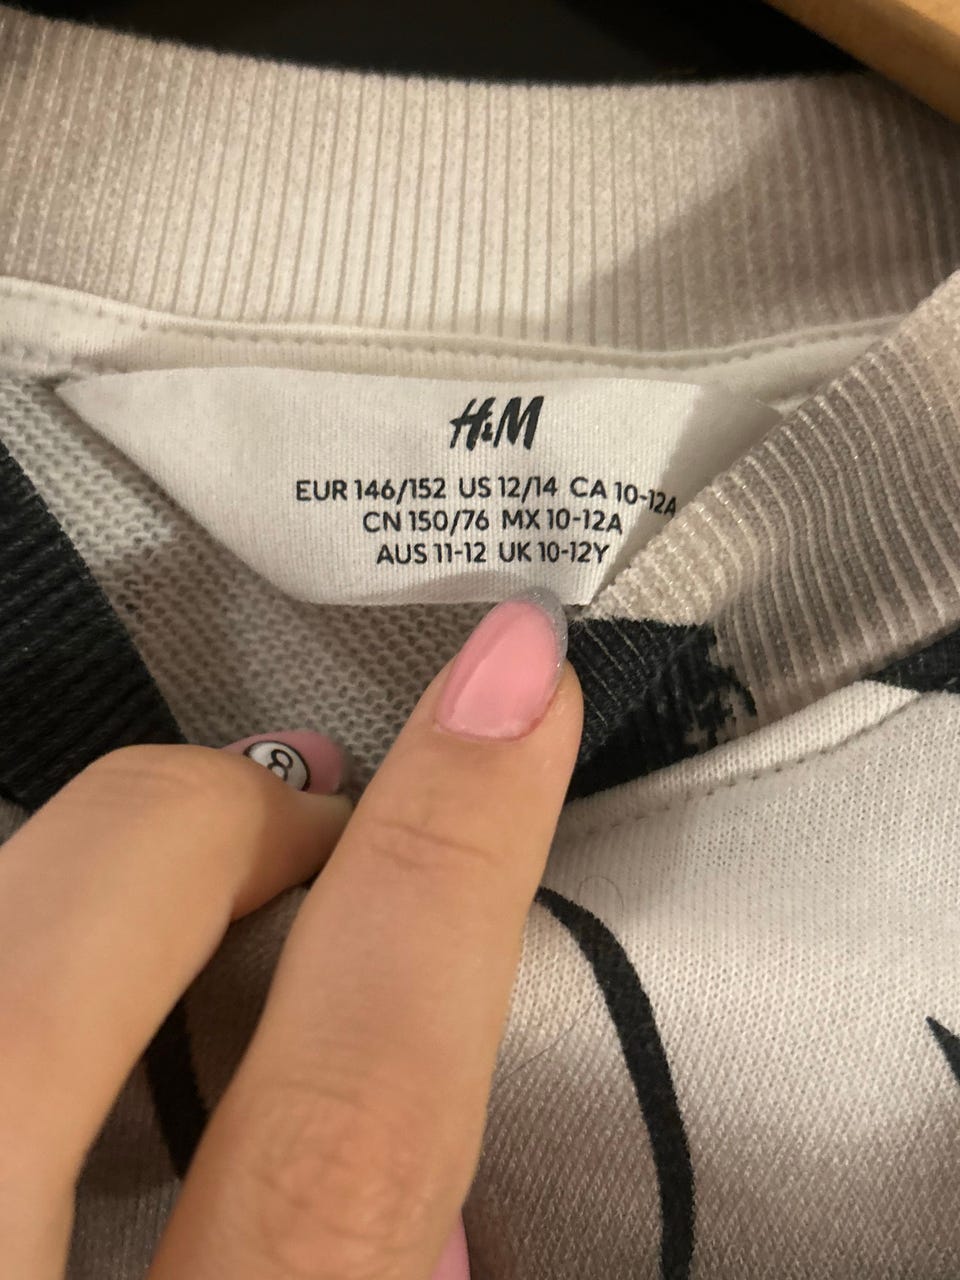 H&M
EUR 146/152 US 12/14 CA 10-12A
CN 150/76 MX 10-12A
AUS 11-12 UK 10-12Y
8